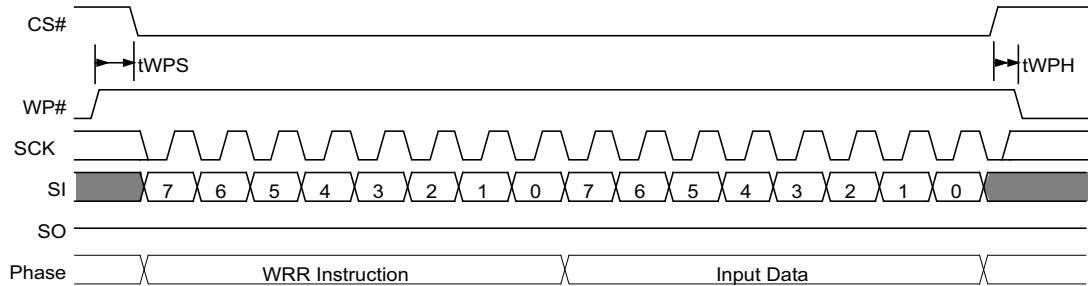 CS#
tWPS tWPH
WP#
SCK
SI 7 6 5 4 3 2 1 0 7 6 5 4 3 2 1 0
SO
Phase WRR Instruction Input Data